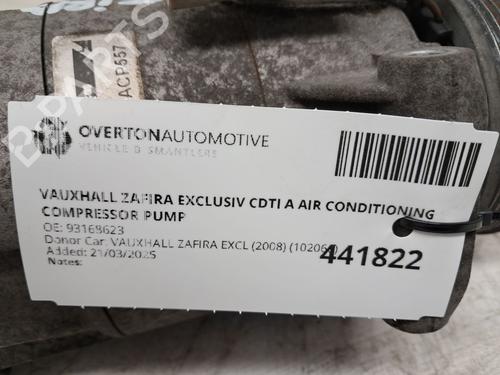 ACP557
OVERTONAUTOMOTIVE
VEHICLE DISMANTLERS
VAUXHALL ZAFIRA EXCLUSIV CDTI A AIR CONDITIONING
COMPRESSOR PUMP
OE: 93168623
Donor Car: VAUXHALL ZAFIRA EXCL (2008)
Added: 21/03/2025
441822
Notes: